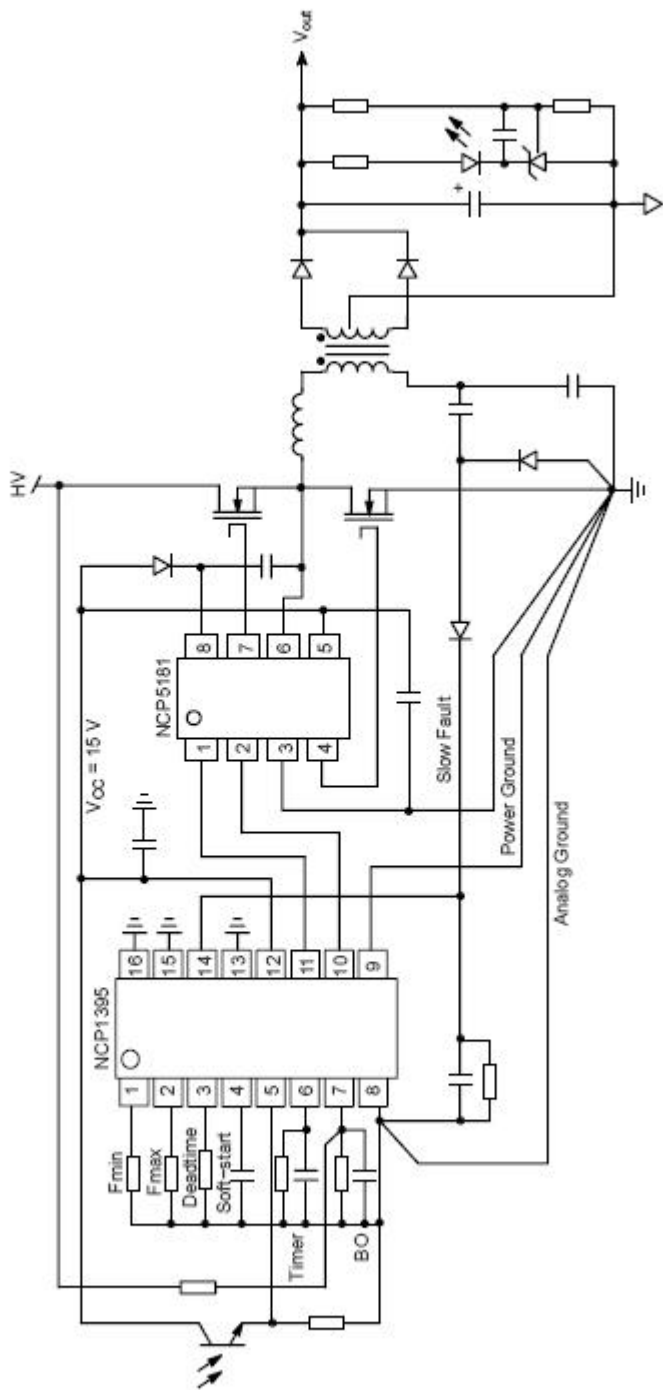 HV
V_CC = 15 V
V_out
NCP1395
NCP5181
Fmin
Fmax
Deadtime
Soft-start
Timer
BO
1
2
3
4
5
6
7
8
16
15
14
13
12
11
10
9
1
2
3
4
8
7
6
5
+
Slow Fault
Power Ground
Analog Ground